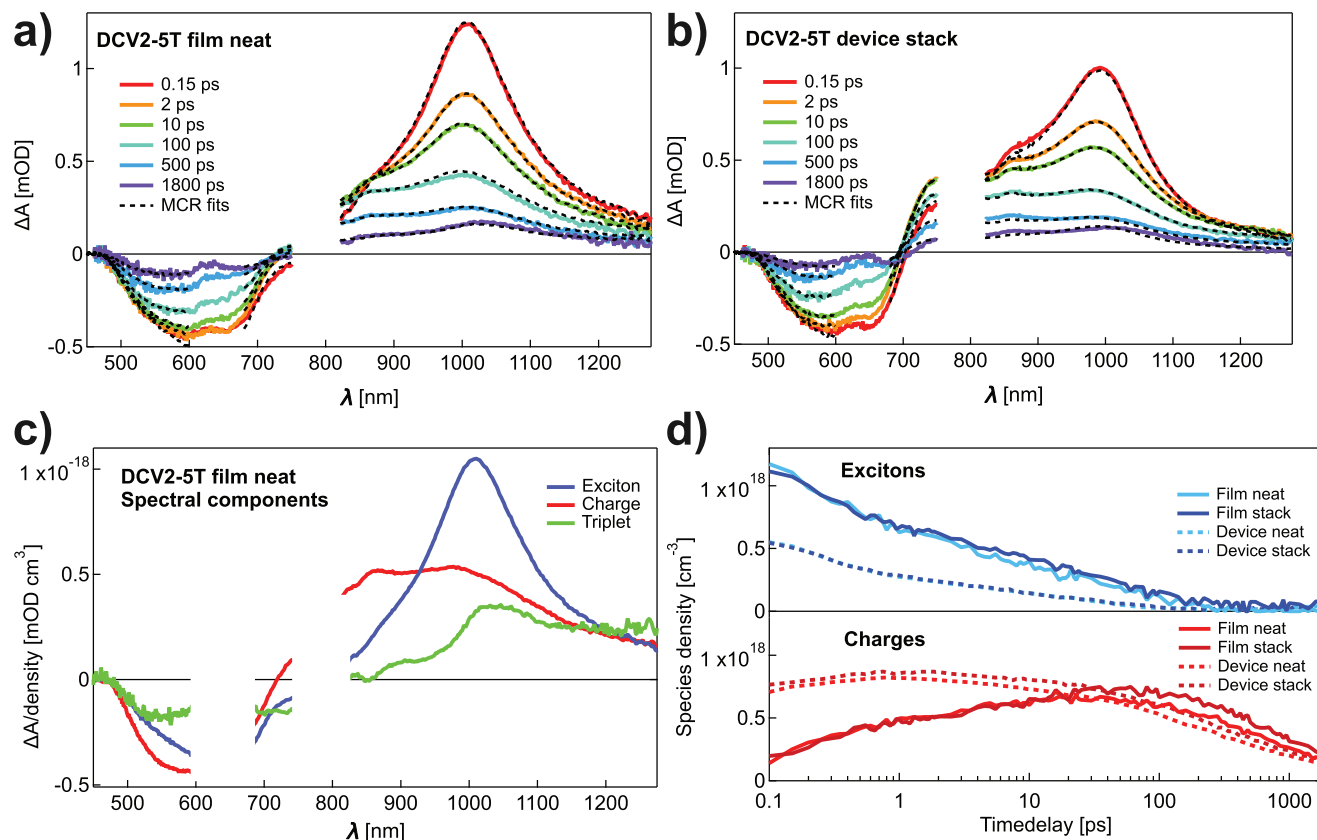 a)
DCV2-5T film neat
0.15 ps
2 ps
10 ps
100 ps
500 ps
1800 ps
MCR fits
ΔA [mOD]
1
0.5
0
-0.5
500 600 700 800 900 1000 1100 1200
λ [nm]
b)
DCV2-5T device stack
0.15 ps
2 ps
10 ps
100 ps
500 ps
1800 ps
MCR fits
ΔA [mOD]
1
0.5
0
-0.5
500 600 700 800 900 1000 1100 1200
λ [nm]
c)
DCV2-5T film neat
Spectral components
Exciton
Charge
Triplet
ΔA/density [mOD cm³]
1 x10⁻¹⁸
0.5
0
-0.5
500 600 700 800 900 1000 1100 1200
λ [nm]
d)
Excitons
Film neat
Film stack
Device neat
Device stack
1 x10¹⁸
0.5
0
Charges
Film neat
Film stack
Device neat
Device stack
1 x10¹⁸
0.5
0
Species density [cm⁻³]
0.1 1 10 100 1000
Timedelay [ps]